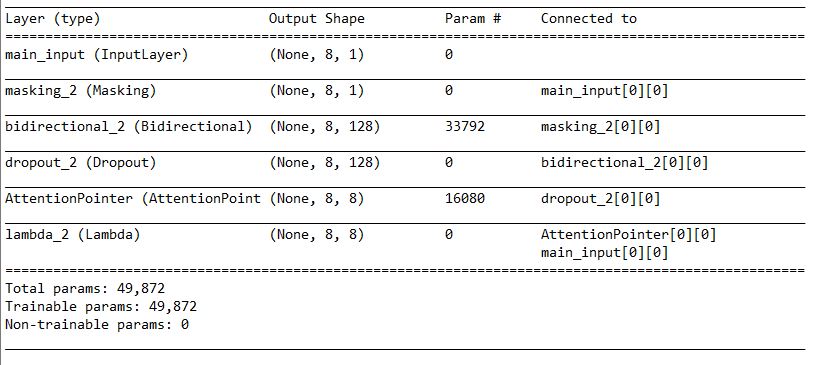 Layer (type) Output Shape Param # Connected to
==================================================================================================
main_input (InputLayer) (None, 8, 1) 0
masking_2 (Masking) (None, 8, 1) 0 main_input[0][0]
bidirectional_2 (Bidirectional) (None, 8, 128) 33792 masking_2[0][0]
dropout_2 (Dropout) (None, 8, 128) 0 bidirectional_2[0][0]
AttentionPointer (AttentionPoint (None, 8, 8) 16080 dropout_2[0][0]
lambda_2 (Lambda) (None, 8, 8) 0 AttentionPointer[0][0]
main_input[0][0]
==================================================================================================
Total params: 49,872
Trainable params: 49,872
Non-trainable params: 0